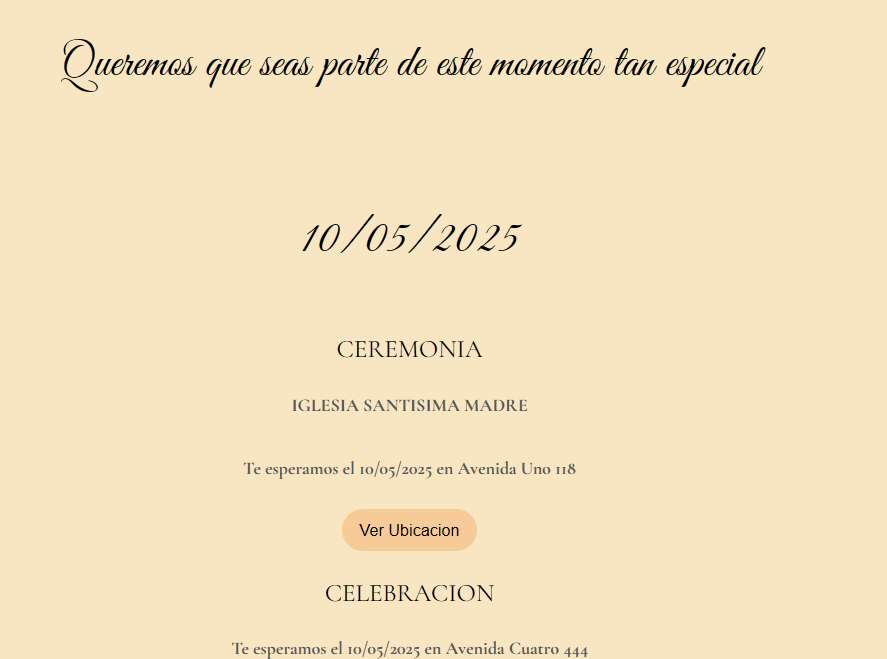 Queremos que seas parte de este momento tan especial
10/05/2025
CEREMONIA
IGLESIA SANTISIMA MADRE
Te esperamos el 10/05/2025 en Avenida Uno 118
Ver Ubicacion
CELEBRACION
Te esperamos el 10/05/2025 en Avenida Cuatro 444